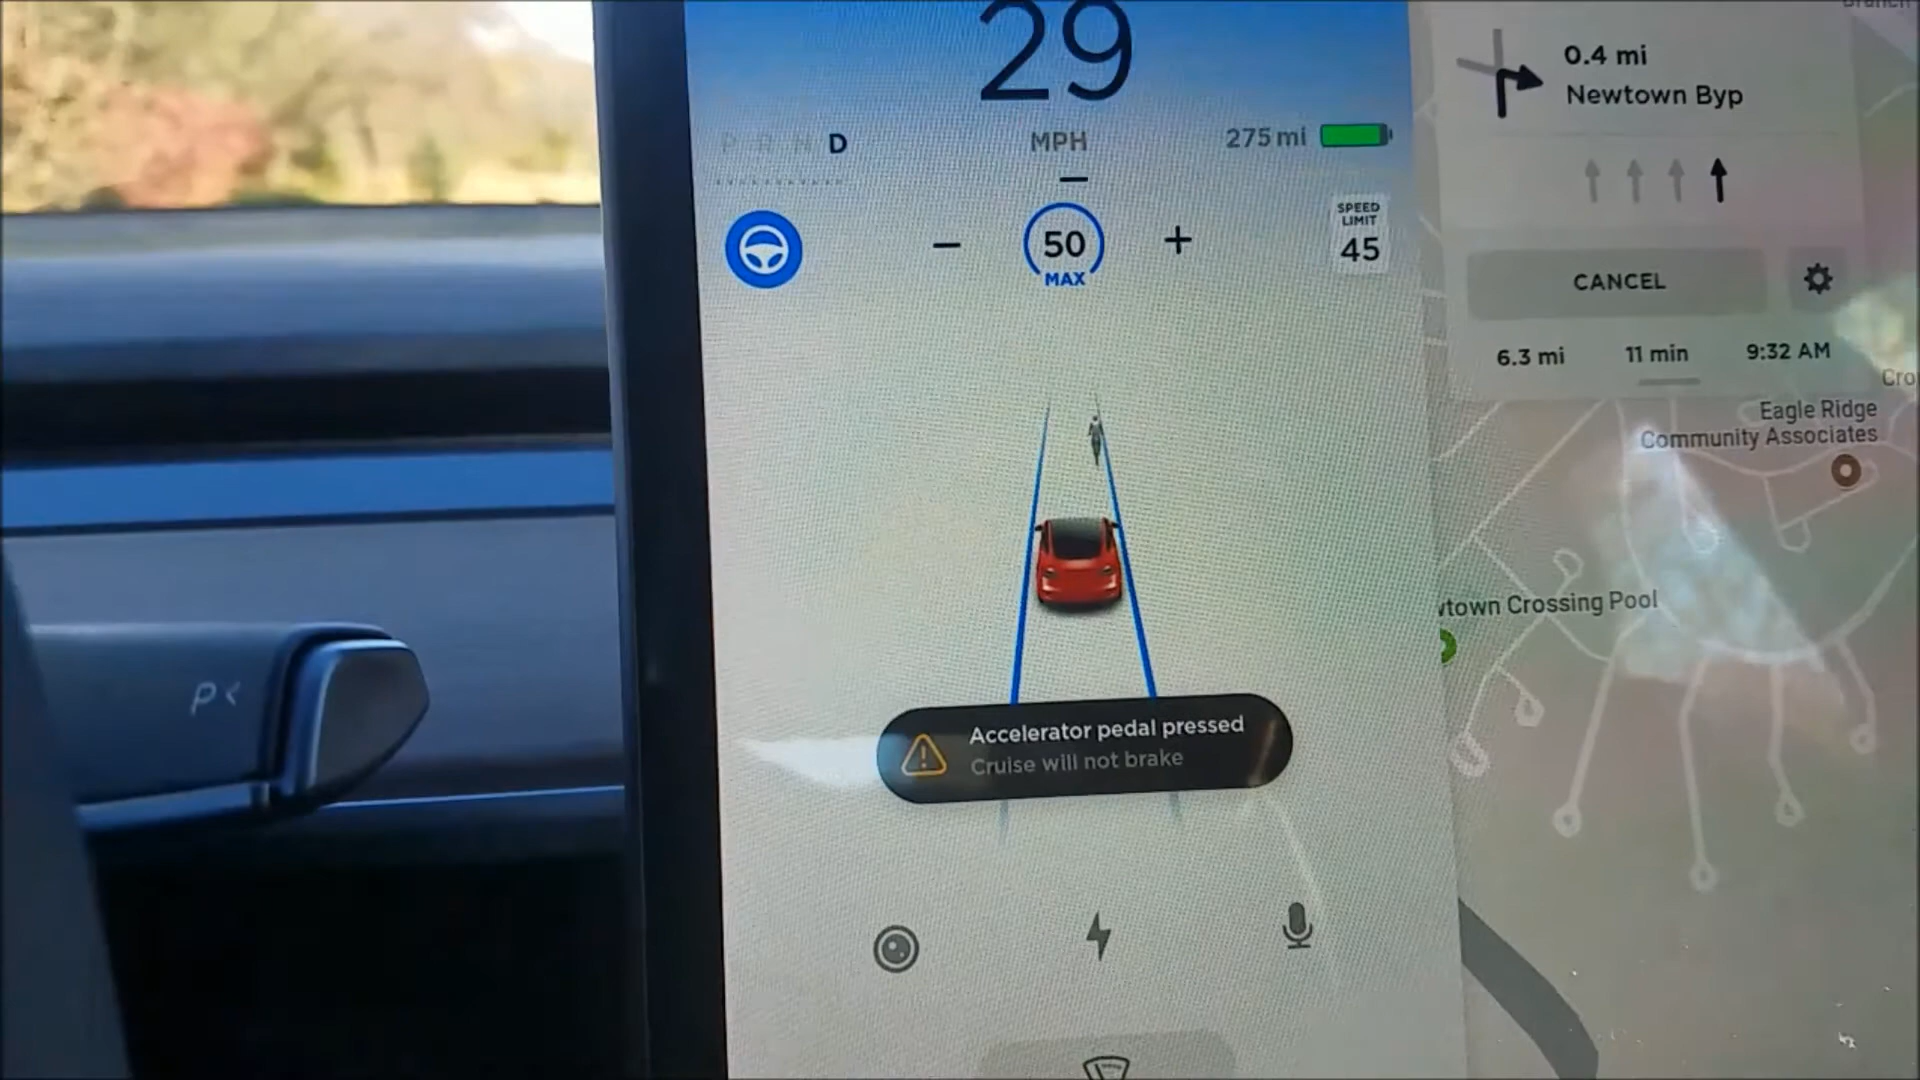 29
P R N D
MPH
275 mi
50
MAX
SPEED
LIMIT
45
0.4 mi
Newtown Byp
CANCEL
6.3 mi 11 min 9:32 AM
Eagle Ridge
Community Associates
wtown Crossing Pool
Accelerator pedal pressed
Cruise will not brake
P<